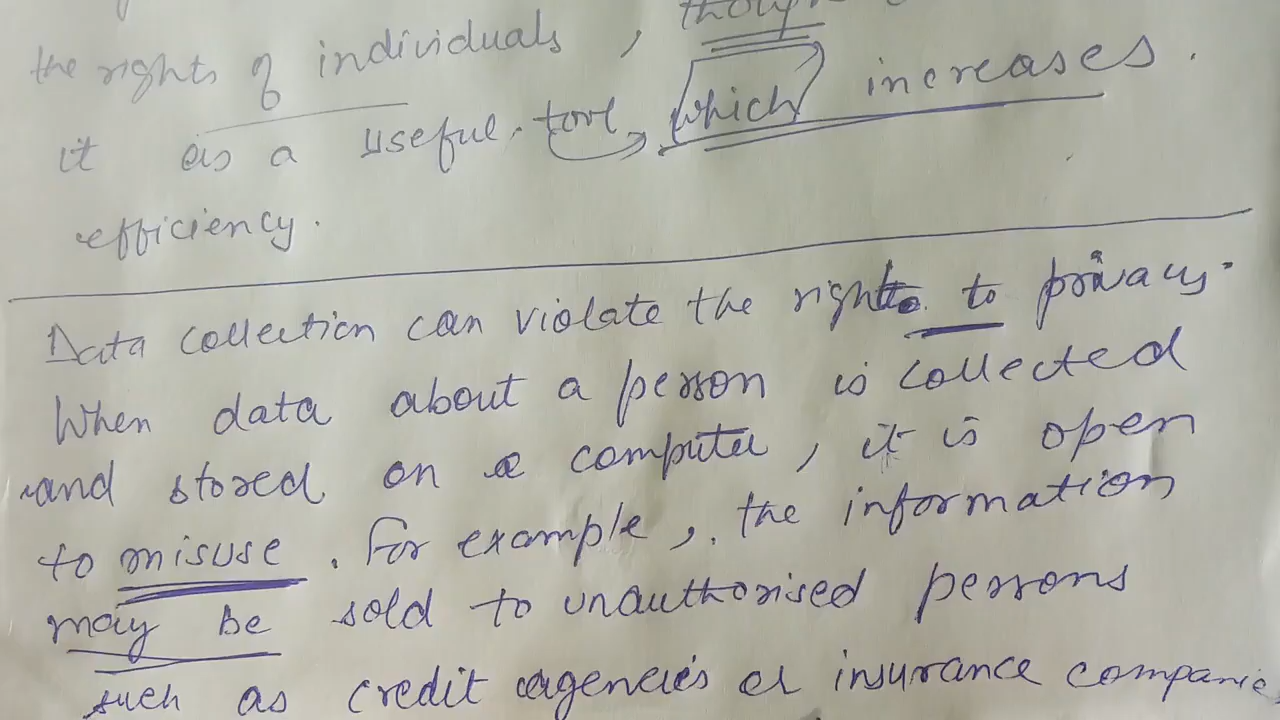 the rights of individuals,
it as a useful tool, which increases.
efficiency.
Data collection can violate the right to privacy.
When data about a person is collected
and stored on a computer, it is open
to misuse. For example, the information
may be sold to unauthorised persons
such as credit agencies or insurance companie